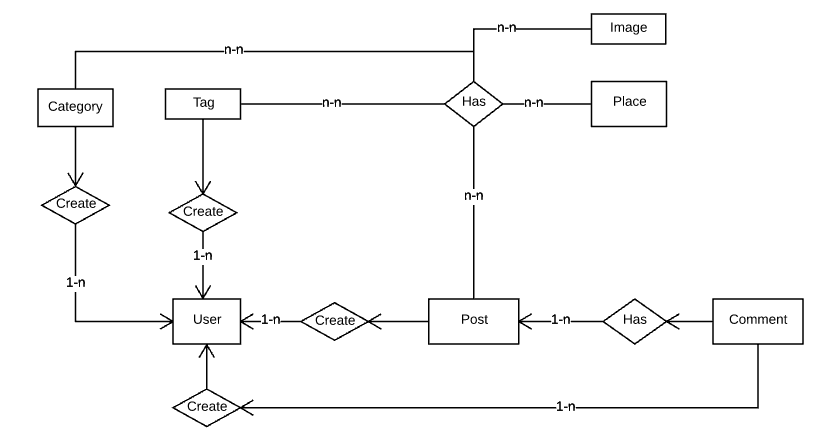 n-n
Image
n-n
Category
Tag
n-n
Has
n-n
Place
Create
Create
n-n
1-n
1-n
User
1-n
Create
Post
1-n
Has
Comment
Create
1-n